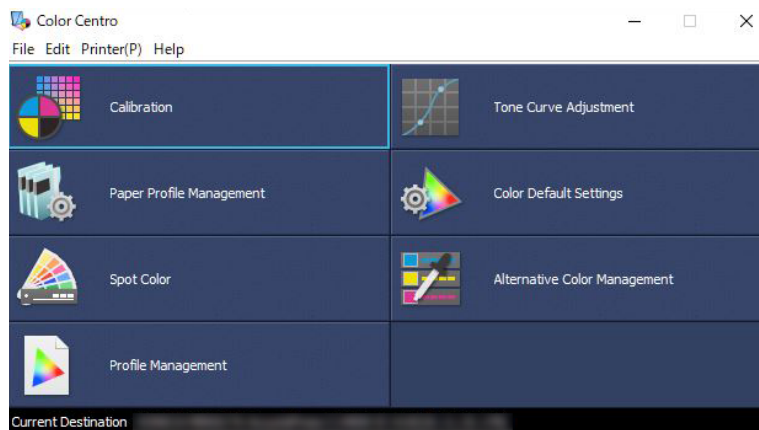 Color Centro
File Edit Printer(P) Help
Calibration
Tone Curve Adjustment
Paper Profile Management
Color Default Settings
Spot Color
Alternative Color Management
Profile Management
Current Destination